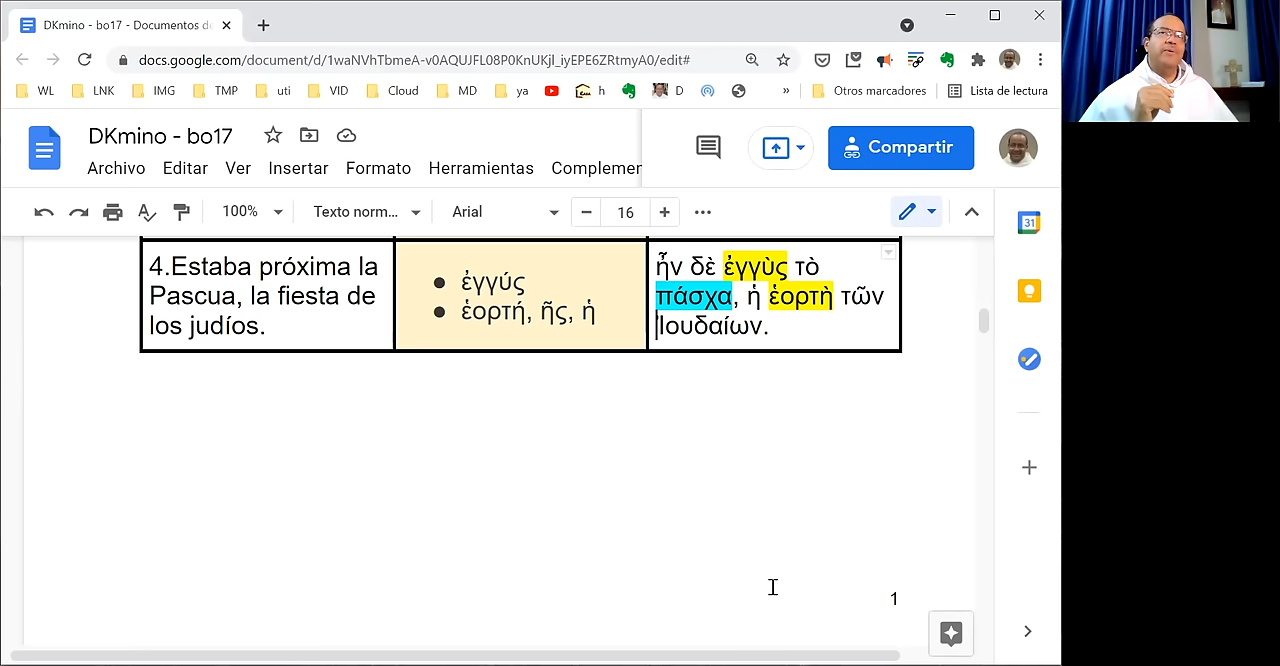 DKmino - bo17 - Documentos de
docs.google.com/document/d/1waNVhTbmeA-v0AQUJFL08P0KnUKjl_iyEPE6ZRtmyA0/edit#
WL LNK IMG TMP uti VID Cloud MD ya h D » Otros marcadores Lista de lectura
DKmino - bo17
Compartir
Archivo Editar Ver Insertar Formato Herramientas Complemen
100% Texto norm... Arial 16
31
4.Estaba próxima la
Pascua, la fiesta de
los judíos.
ἐγγύς
ἑορτή, ῆς, ἡ
ἦν δὲ ἐγγὺς τὸ
πάσχα, ἡ ἑορτὴ τῶν
Ἰουδαίων.
1